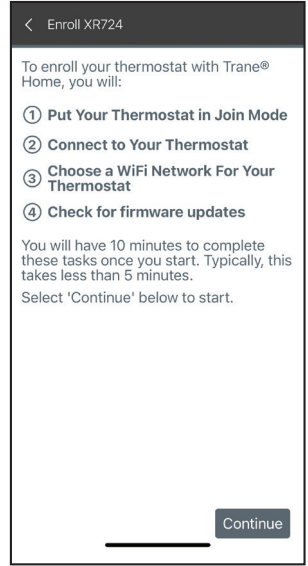 Enroll XR724
To enroll your thermostat with Trane®
Home, you will:
① Put Your Thermostat in Join Mode
② Connect to Your Thermostat
③ Choose a WiFi Network For Your
Thermostat
④ Check for firmware updates
You will have 10 minutes to complete
these tasks once you start. Typically, this
takes less than 5 minutes.
Select 'Continue' below to start.
Continue